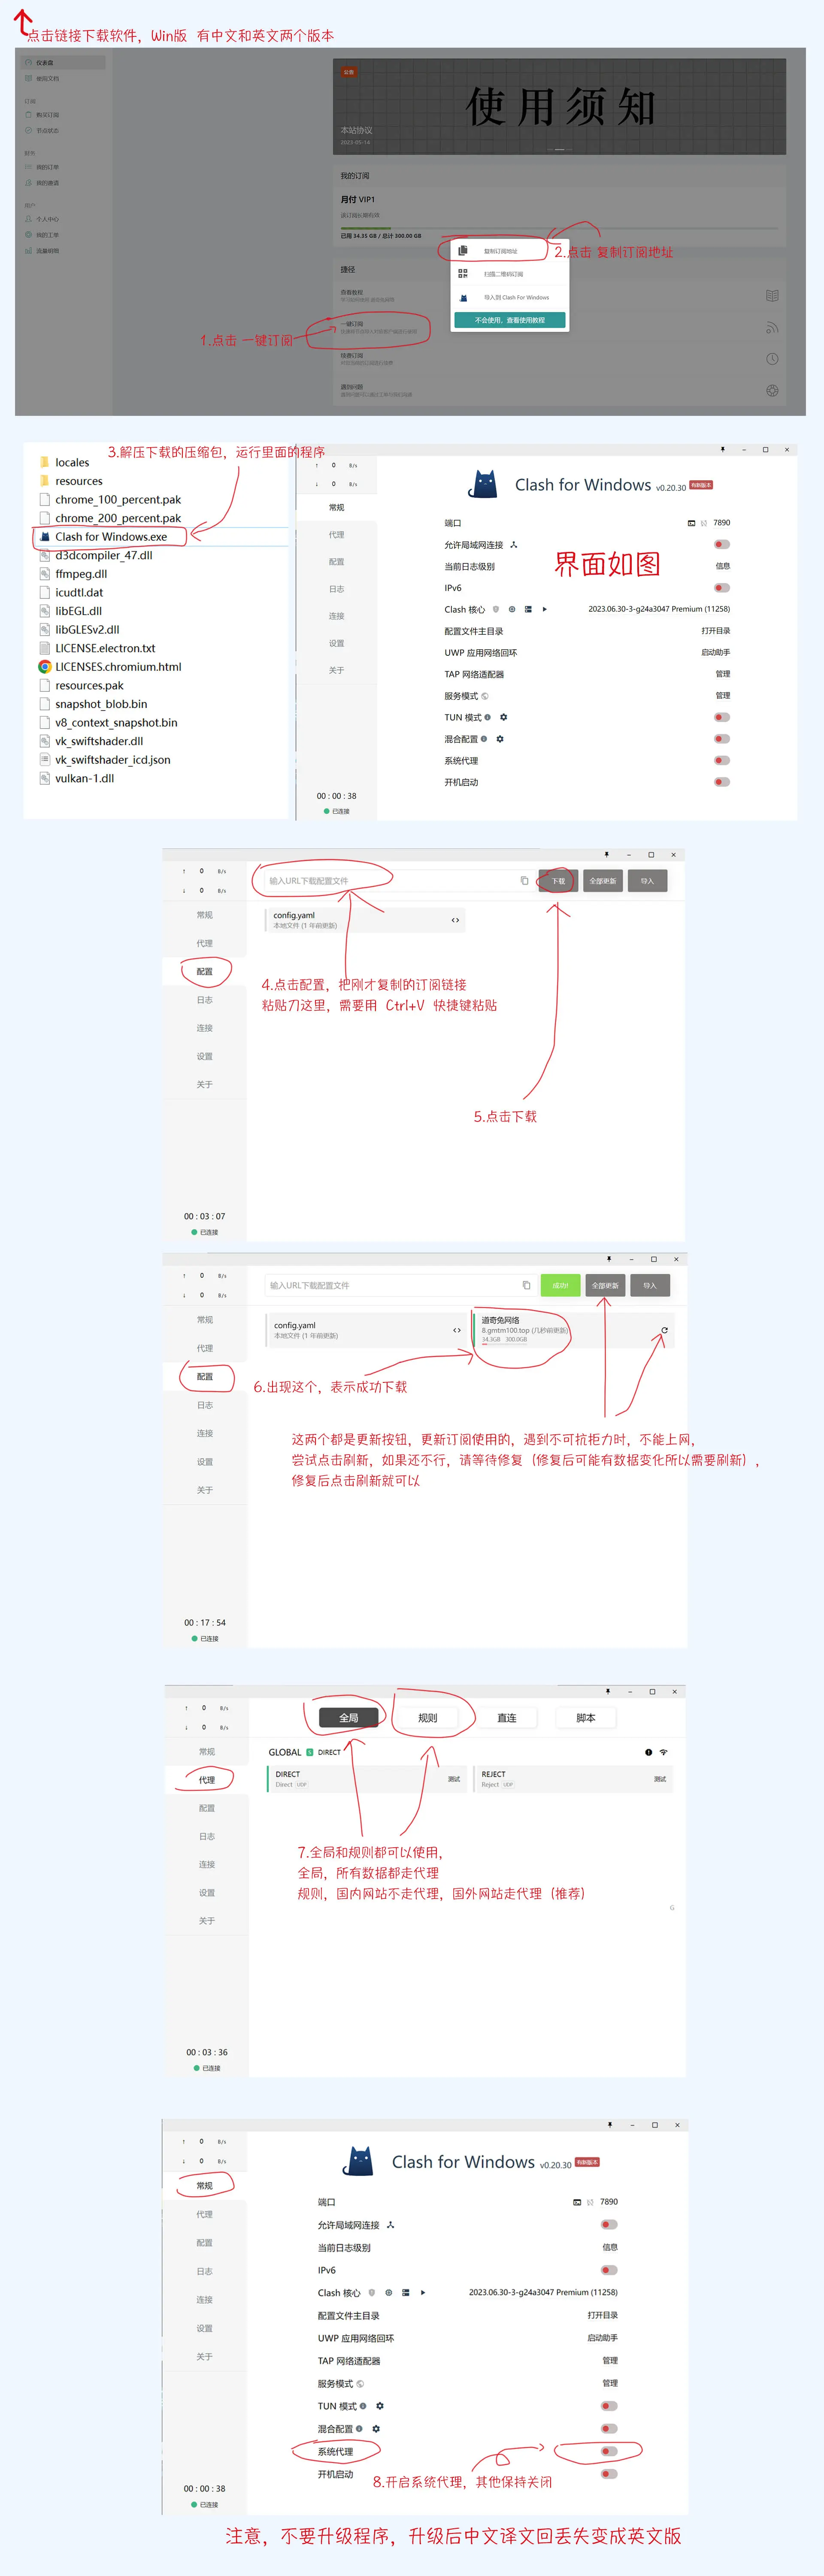 点击链接下载软件，Win版 有中文和英文两个版本
仪表盘
使用文档
订阅
购买订阅
节点状态
财务
我的订单
我的邀请
用户
个人中心
我的工单
流量明细
公告
使用须知
本站协议
2023-05-14
我的订阅
月付 VIP1
该订阅长期有效
已用 34.35 GB / 总计 300.00 GB
捷径
查看教程
一键订阅
续费订阅
遇到问题
复制订阅地址
扫描二维码订阅
导入到 Clash For Windows
不会使用，查看使用教程
2.点击 复制订阅地址
1.点击 一键订阅
3.解压下载的压缩包，运行里面的程序
locales
resources
chrome_100_percent.pak
chrome_200_percent.pak
Clash for Windows.exe
d3dcompiler_47.dll
ffmpeg.dll
icudtl.dat
libEGL.dll
libGLESv2.dll
LICENSE.electron.txt
LICENSES.chromium.html
resources.pak
snapshot_blob.bin
v8_context_snapshot.bin
vk_swiftshader.dll
vk_swiftshader_icd.json
vulkan-1.dll
↑ 0 B/s
↓ 0 B/s
常规
代理
配置
日志
连接
设置
关于
00 : 00 : 38
已连接
Clash for Windows v0.20.30 有新版本
界面如图
端口 7890
允许局域网连接
当前日志级别 信息
IPv6
Clash 核心 2023.06.30-3-g24a3047 Premium (11258)
配置文件主目录 打开目录
UWP 应用网络回环 启动助手
TAP 网络适配器 管理
服务模式 管理
TUN 模式
混合配置
系统代理
开机启动
↑ 0 B/s
↓ 0 B/s
常规
代理
配置
日志
连接
设置
关于
00 : 03 : 07
已连接
输入URL下载配置文件 下载 全部更新 导入
config.yaml
本地文件 (1 年前更新)
4.点击配置，把刚才复制的订阅链接
粘贴刀这里，需要用 Ctrl+V 快捷键粘贴
5.点击下载
↑ 0 B/s
↓ 0 B/s
常规
代理
配置
日志
连接
设置
关于
00 : 17 : 54
已连接
输入URL下载配置文件 成功! 全部更新 导入
config.yaml
本地文件 (1 年前更新)
道奇兔网络
8.gmtm100.top (几秒前更新)
34.3GB 300.0GB
6.出现这个，表示成功下载
这两个都是更新按钮，更新订阅使用的，遇到不可抗拒力时，不能上网，
尝试点击刷新，如果还不行，请等待修复（修复后可能有数据变化所以需要刷新），
修复后点击刷新就可以
↑ 0 B/s
↓ 0 B/s
常规
代理
配置
日志
连接
设置
关于
00 : 03 : 36
已连接
全局 规则 直连 脚本
GLOBAL S DIRECT
DIRECT
Direct UDP 测试
REJECT
Reject UDP 测试
7.全局和规则都可以使用，
全局，所有数据都走代理
规则，国内网站不走代理，国外网站走代理（推荐）
G
↑ 0 B/s
↓ 0 B/s
常规
代理
配置
日志
连接
设置
关于
00 : 00 : 38
已连接
Clash for Windows v0.20.30 有新版本
端口 7890
允许局域网连接
当前日志级别 信息
IPv6
Clash 核心 2023.06.30-3-g24a3047 Premium (11258)
配置文件主目录 打开目录
UWP 应用网络回环 启动助手
TAP 网络适配器 管理
服务模式 管理
TUN 模式
混合配置
系统代理
开机启动
8.开启系统代理，其他保持关闭
注意，不要升级程序，升级后中文译文回丢失变成英文版